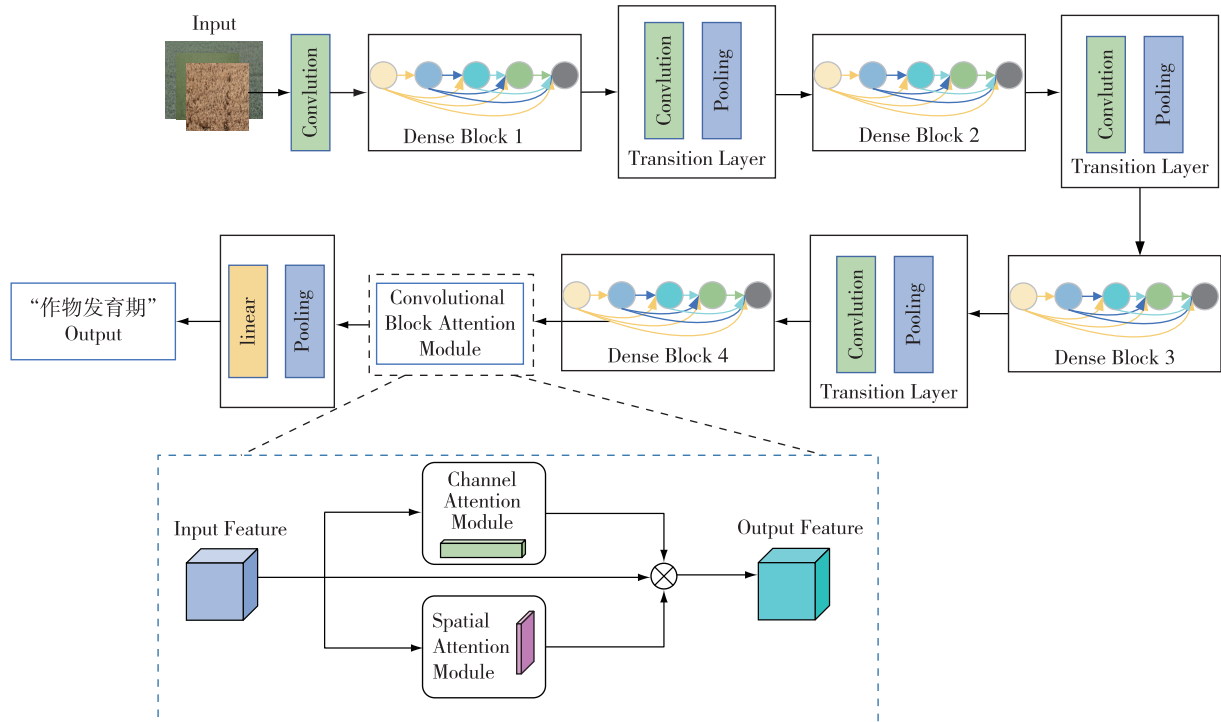 Input
Convlution
Dense Block 1
Convlution
Pooling
Transition Layer
Dense Block 2
Convlution
Pooling
Transition Layer
Dense Block 3
Convlution
Pooling
Transition Layer
Dense Block 4
Convolutional
Block Attention
Module
Pooling
linear
“作物发育期”
Output
Input Feature
Channel
Attention
Module
Spatial
Attention
Module
Output Feature